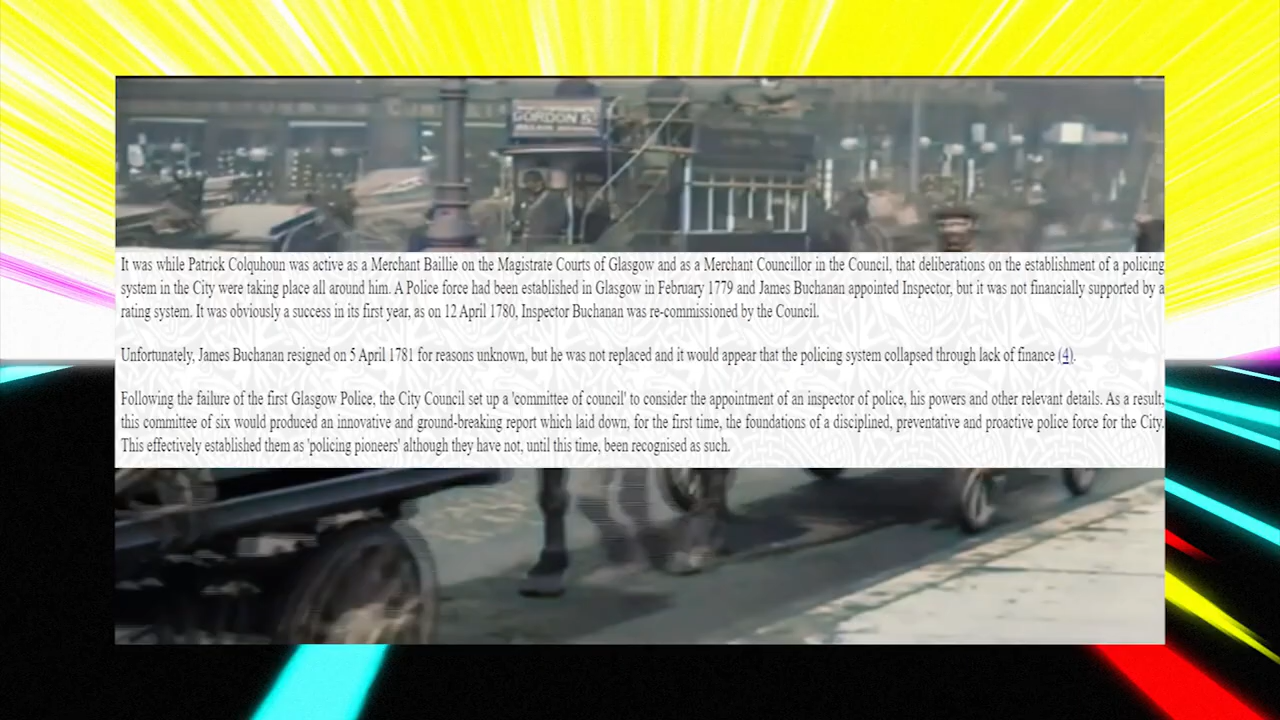 GORDON ST
It was while Patrick Colquhoun was active as a Merchant Baillie on the Magistrate Courts of Glasgow and as a Merchant Councillor in the Council, that deliberations on the establishment of a policing
system in the City were taking place all around him. A Police force had been established in Glasgow in February 1779 and James Buchanan appointed Inspector, but it was not financially supported by a
rating system. It was obviously a success in its first year, as on 12 April 1780, Inspector Buchanan was re-commissioned by the Council.
Unfortunately, James Buchanan resigned on 5 April 1781 for reasons unknown, but he was not replaced and it would appear that the policing system collapsed through lack of finance (4).
Following the failure of the first Glasgow Police, the City Council set up a 'committee of council' to consider the appointment of an inspector of police, his powers and other relevant details. As a result,
this committee of six would produce an innovative and ground-breaking report which laid down, for the first time, the foundations of a disciplined, preventative and proactive police force for the City.
This effectively established them as 'policing pioneers' although they have not, until this time, been recognised as such.